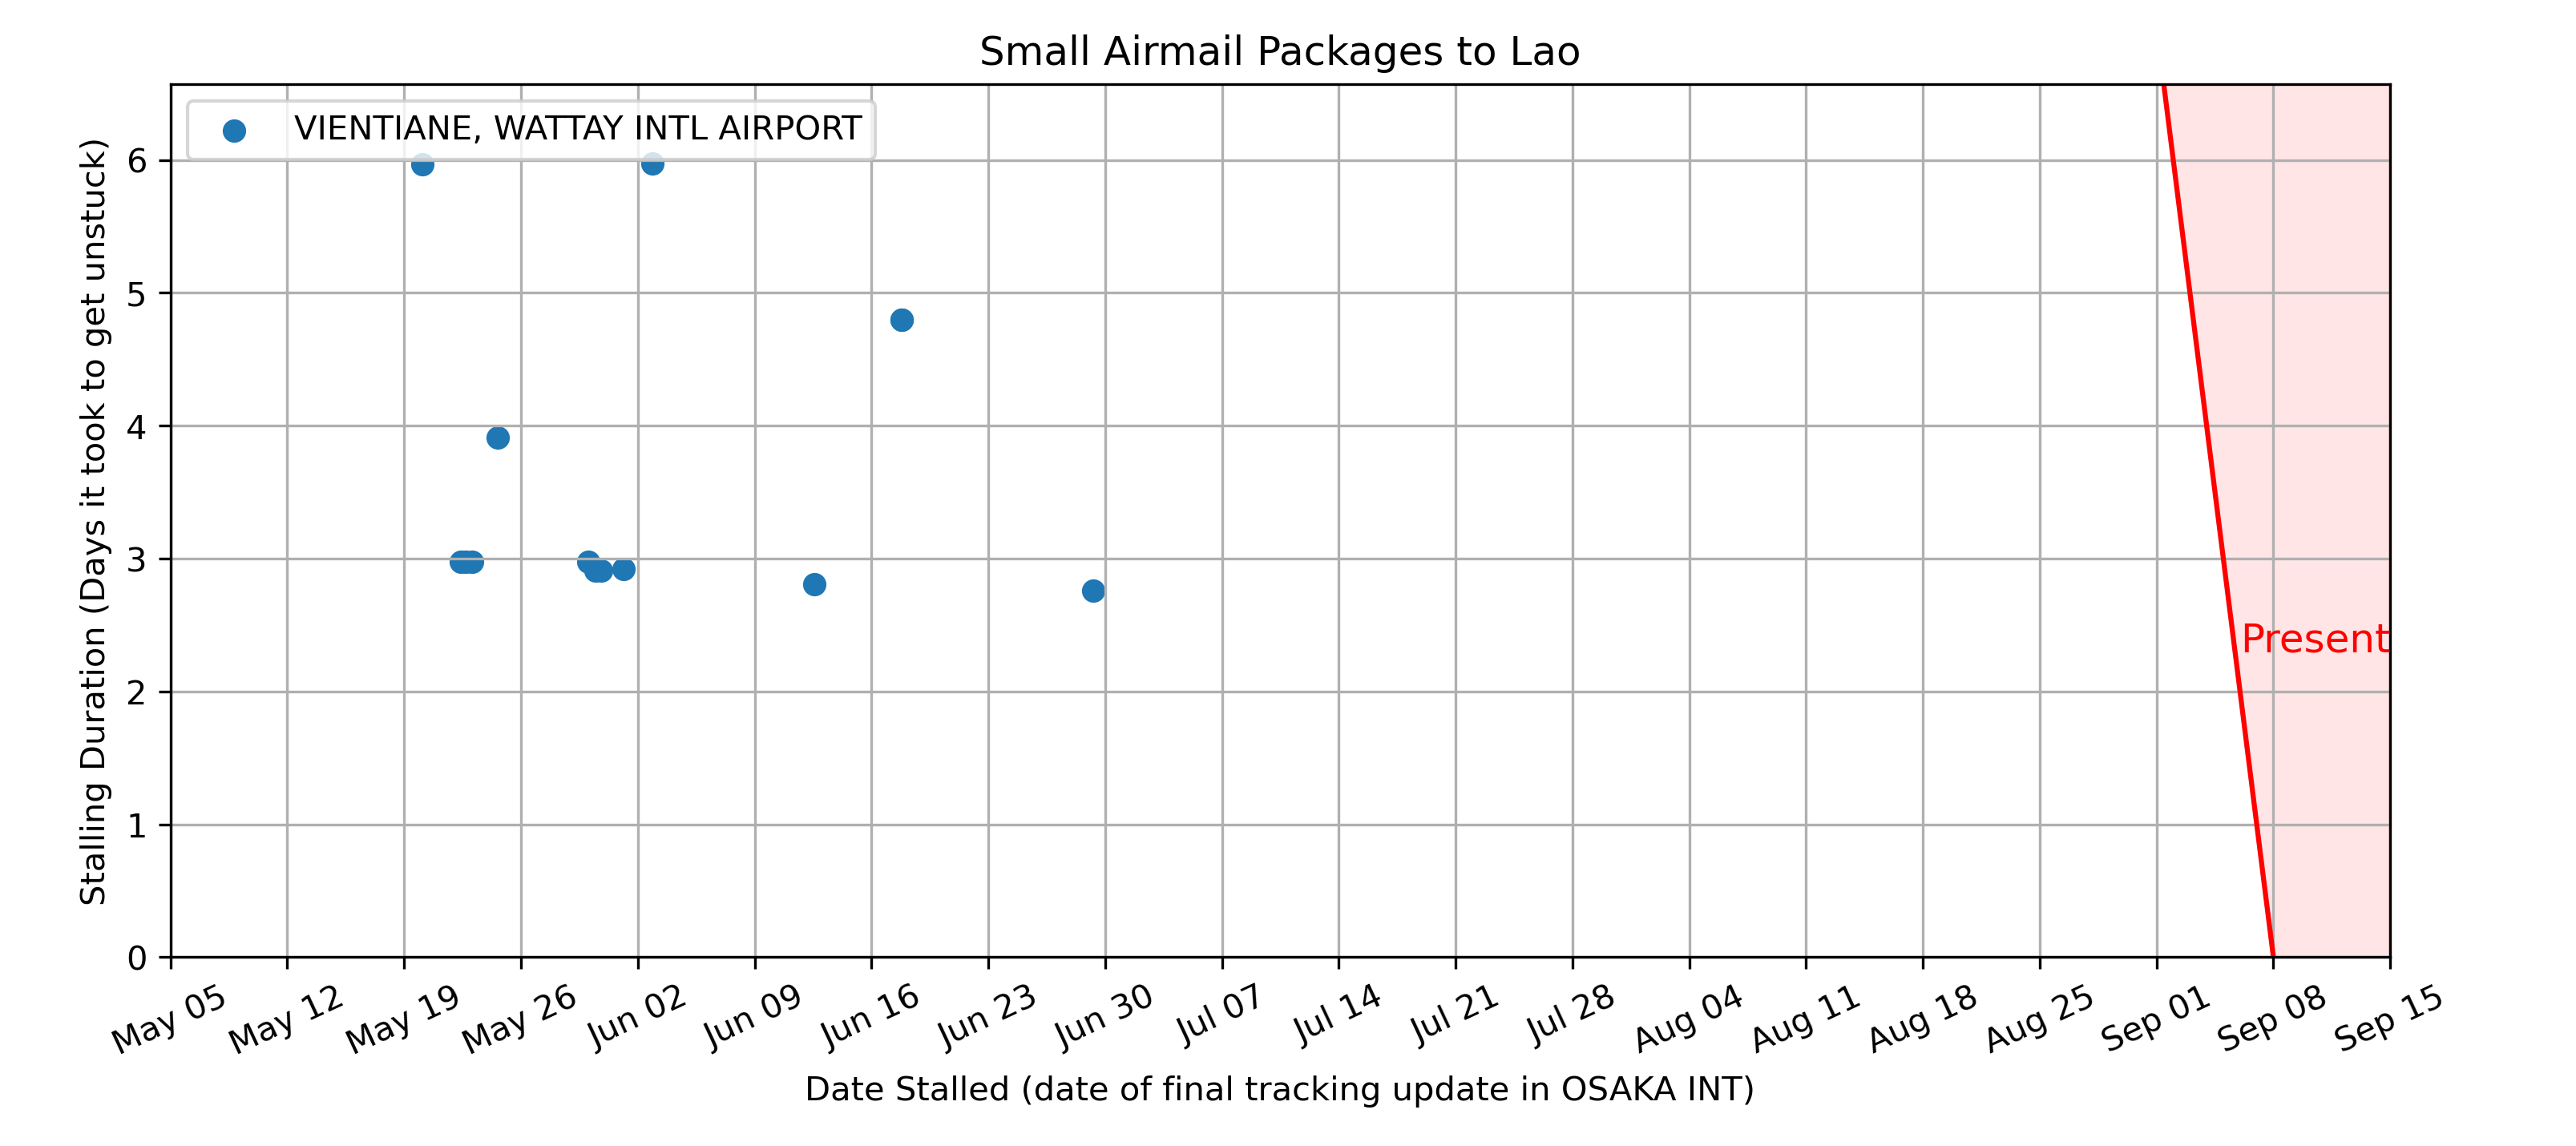 Small Airmail Packages to Lao
VIENTIANE, WATTAY INTL AIRPORT
Stalling Duration (Days it took to get unstuck)
6
5
4
3
2
1
0
Present
May 05
May 12
May 19
May 26
Jun 02
Jun 09
Jun 16
Jun 23
Jun 30
Jul 07
Jul 14
Jul 21
Jul 28
Aug 04
Aug 11
Aug 18
Aug 25
Sep 01
Sep 08
Sep 15
Date Stalled (date of final tracking update in OSAKA INT)